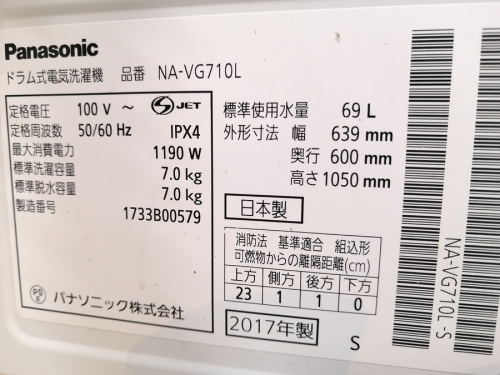 Panasonic
ドラム式電気洗濯機 品番 NA-VG710L
定格電圧 100 V ～ S JET
定格周波数 50/60 Hz IPX4
最大消費電力 1190 W
標準洗濯容量 7.0 kg
標準脱水容量 7.0 kg
製造番号 1733B00579
PS E パナソニック株式会社
標準使用水量 69 L
外形寸法 幅 639 mm
奥行 600 mm
高さ 1050 mm
日本製
消防法 基準適合 組込形
可燃物からの離隔距離(cm)
上方 側方 後方 下方
23 1 1 0
2017年製
S
NA-VG710L-S